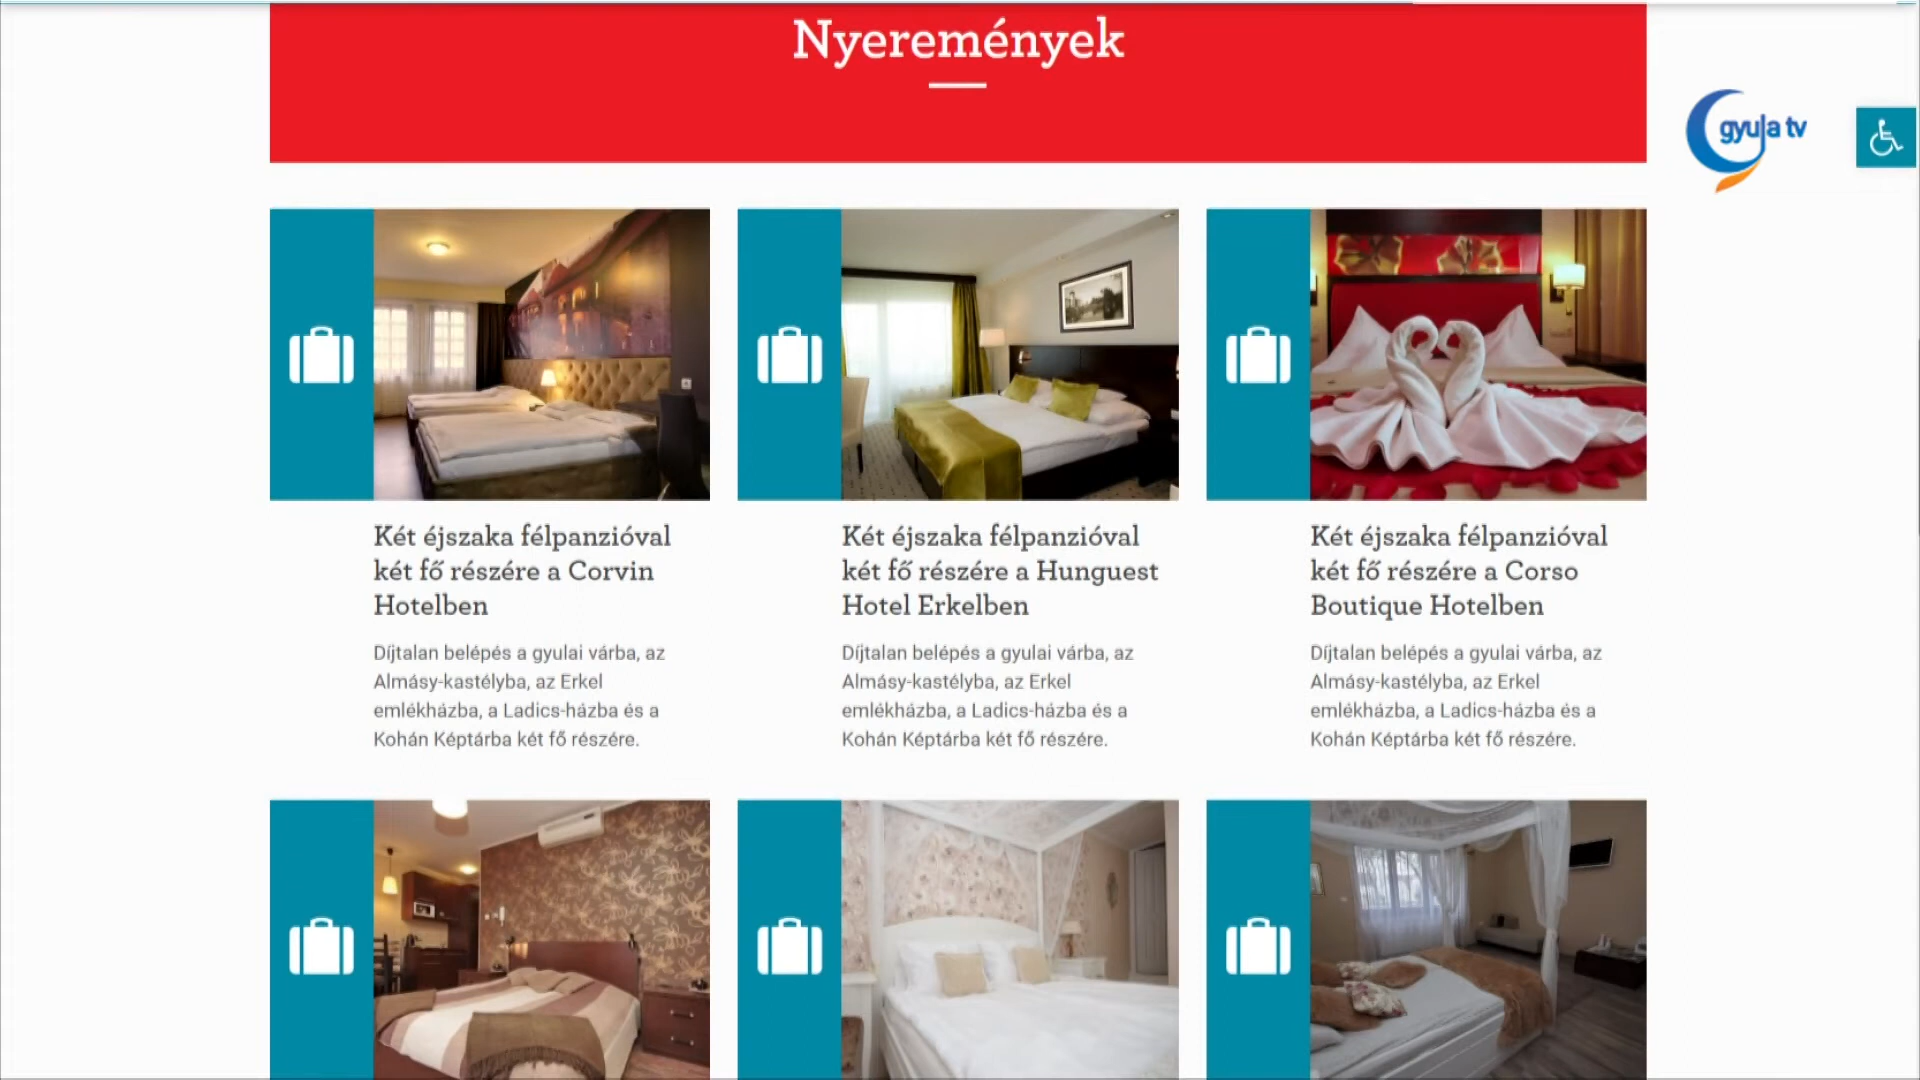 Nyeremények
gyula tv
Két éjszaka félpanzióval
két fő részére a Corvin
Hotelben
Díjtalan belépés a gyulai várba, az
Almásy-kastélyba, az Erkel
emlékházba, a Ladics-házba és a
Kohán Képtárba két fő részére.
Két éjszaka félpanzióval
két fő részére a Hunguest
Hotel Erkelben
Díjtalan belépés a gyulai várba, az
Almásy-kastélyba, az Erkel
emlékházba, a Ladics-házba és a
Kohán Képtárba két fő részére.
Két éjszaka félpanzióval
két fő részére a Corso
Boutique Hotelben
Díjtalan belépés a gyulai várba, az
Almásy-kastélyba, az Erkel
emlékházba, a Ladics-házba és a
Kohán Képtárba két fő részére.